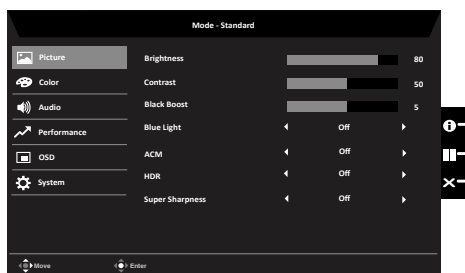 Mode - Standard
Picture
Color
Audio
Performance
OSD
System
Brightness 80
Contrast 50
Black Boost 5
Blue Light Off
ACM Off
HDR Off
Super Sharpness Off
Move Enter